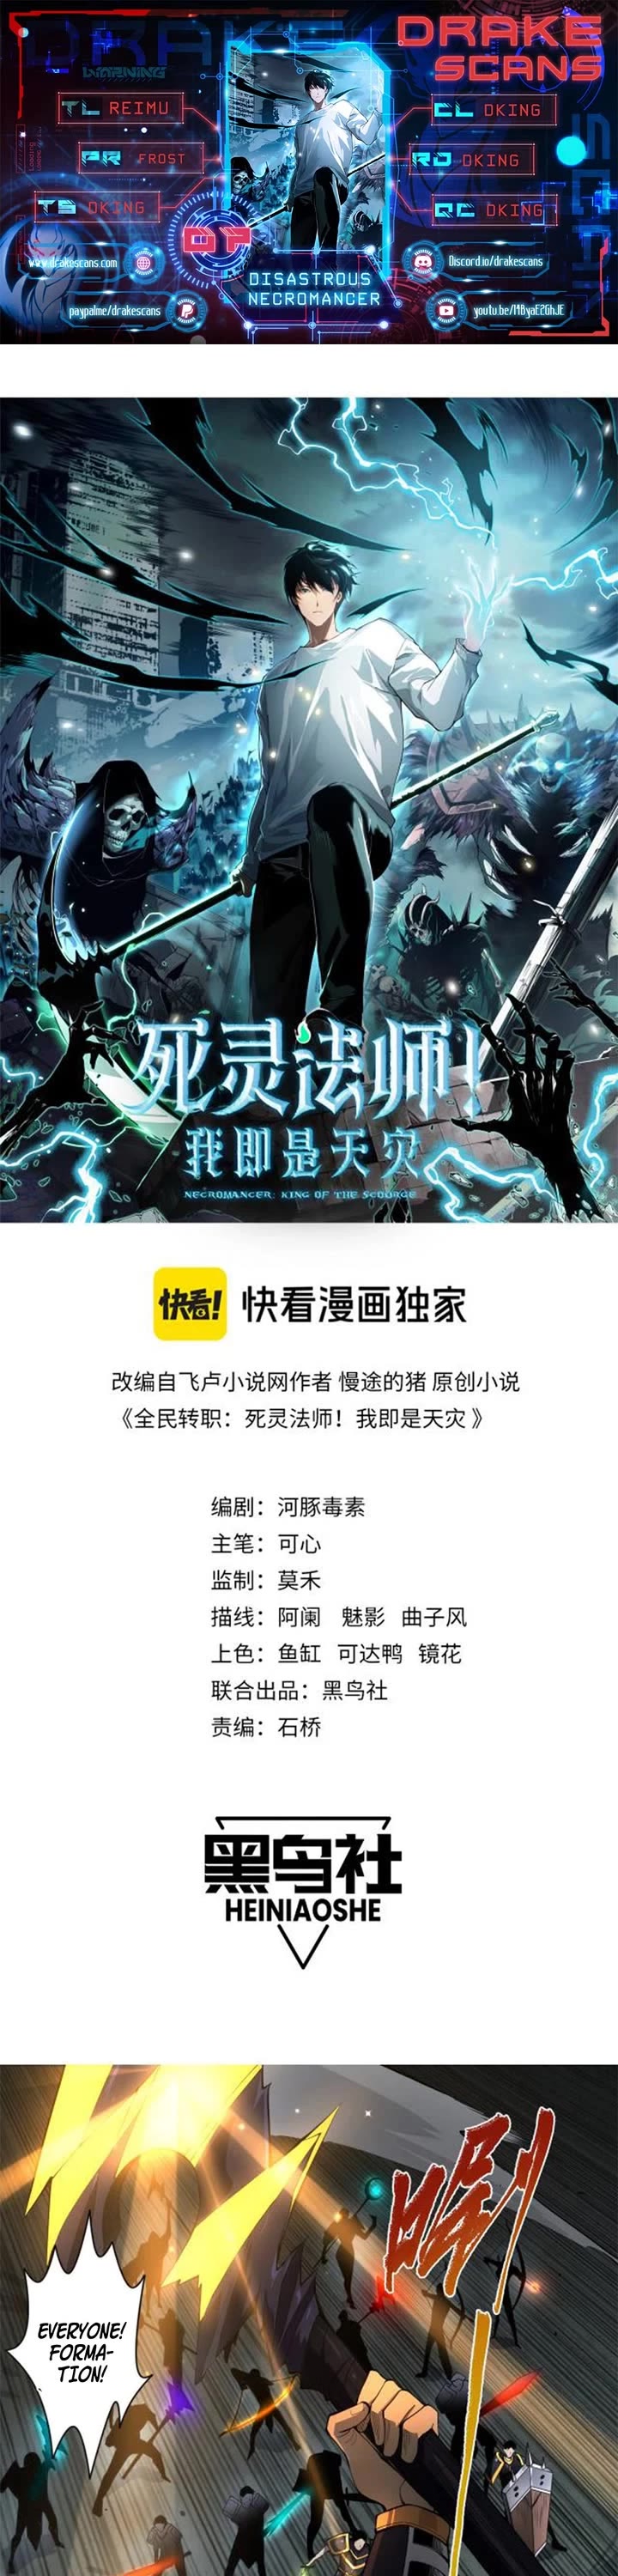 DRAKE
SCANS
WARNING
TL REIMU
CL DKING
PR FROST
RD DKING
TS DKING
QC DKING
www.drakescans.com
Discord.io/drakescans
DISASTROUS
NECROMANCER
paypalme/drakescans
死灵法师!
我即是天灾
NECROMANCER: KING OF THE SCOURGE
快看!
快看漫画独家
改编自飞卢小说网作者 慢途的猪 原创小说
《全民转职：死灵法师！我即是天灾 》
编剧：河豚毒素
主笔：可心
监制：莫禾
描线：阿阑 魅影 曲子风
上色：鱼缸 可达鸭 镜花
联合出品：黑鸟社
责编：石桥
黑鸟社
HEINIAOSHE
唰
EVERYONE!
FORMA-
TION!